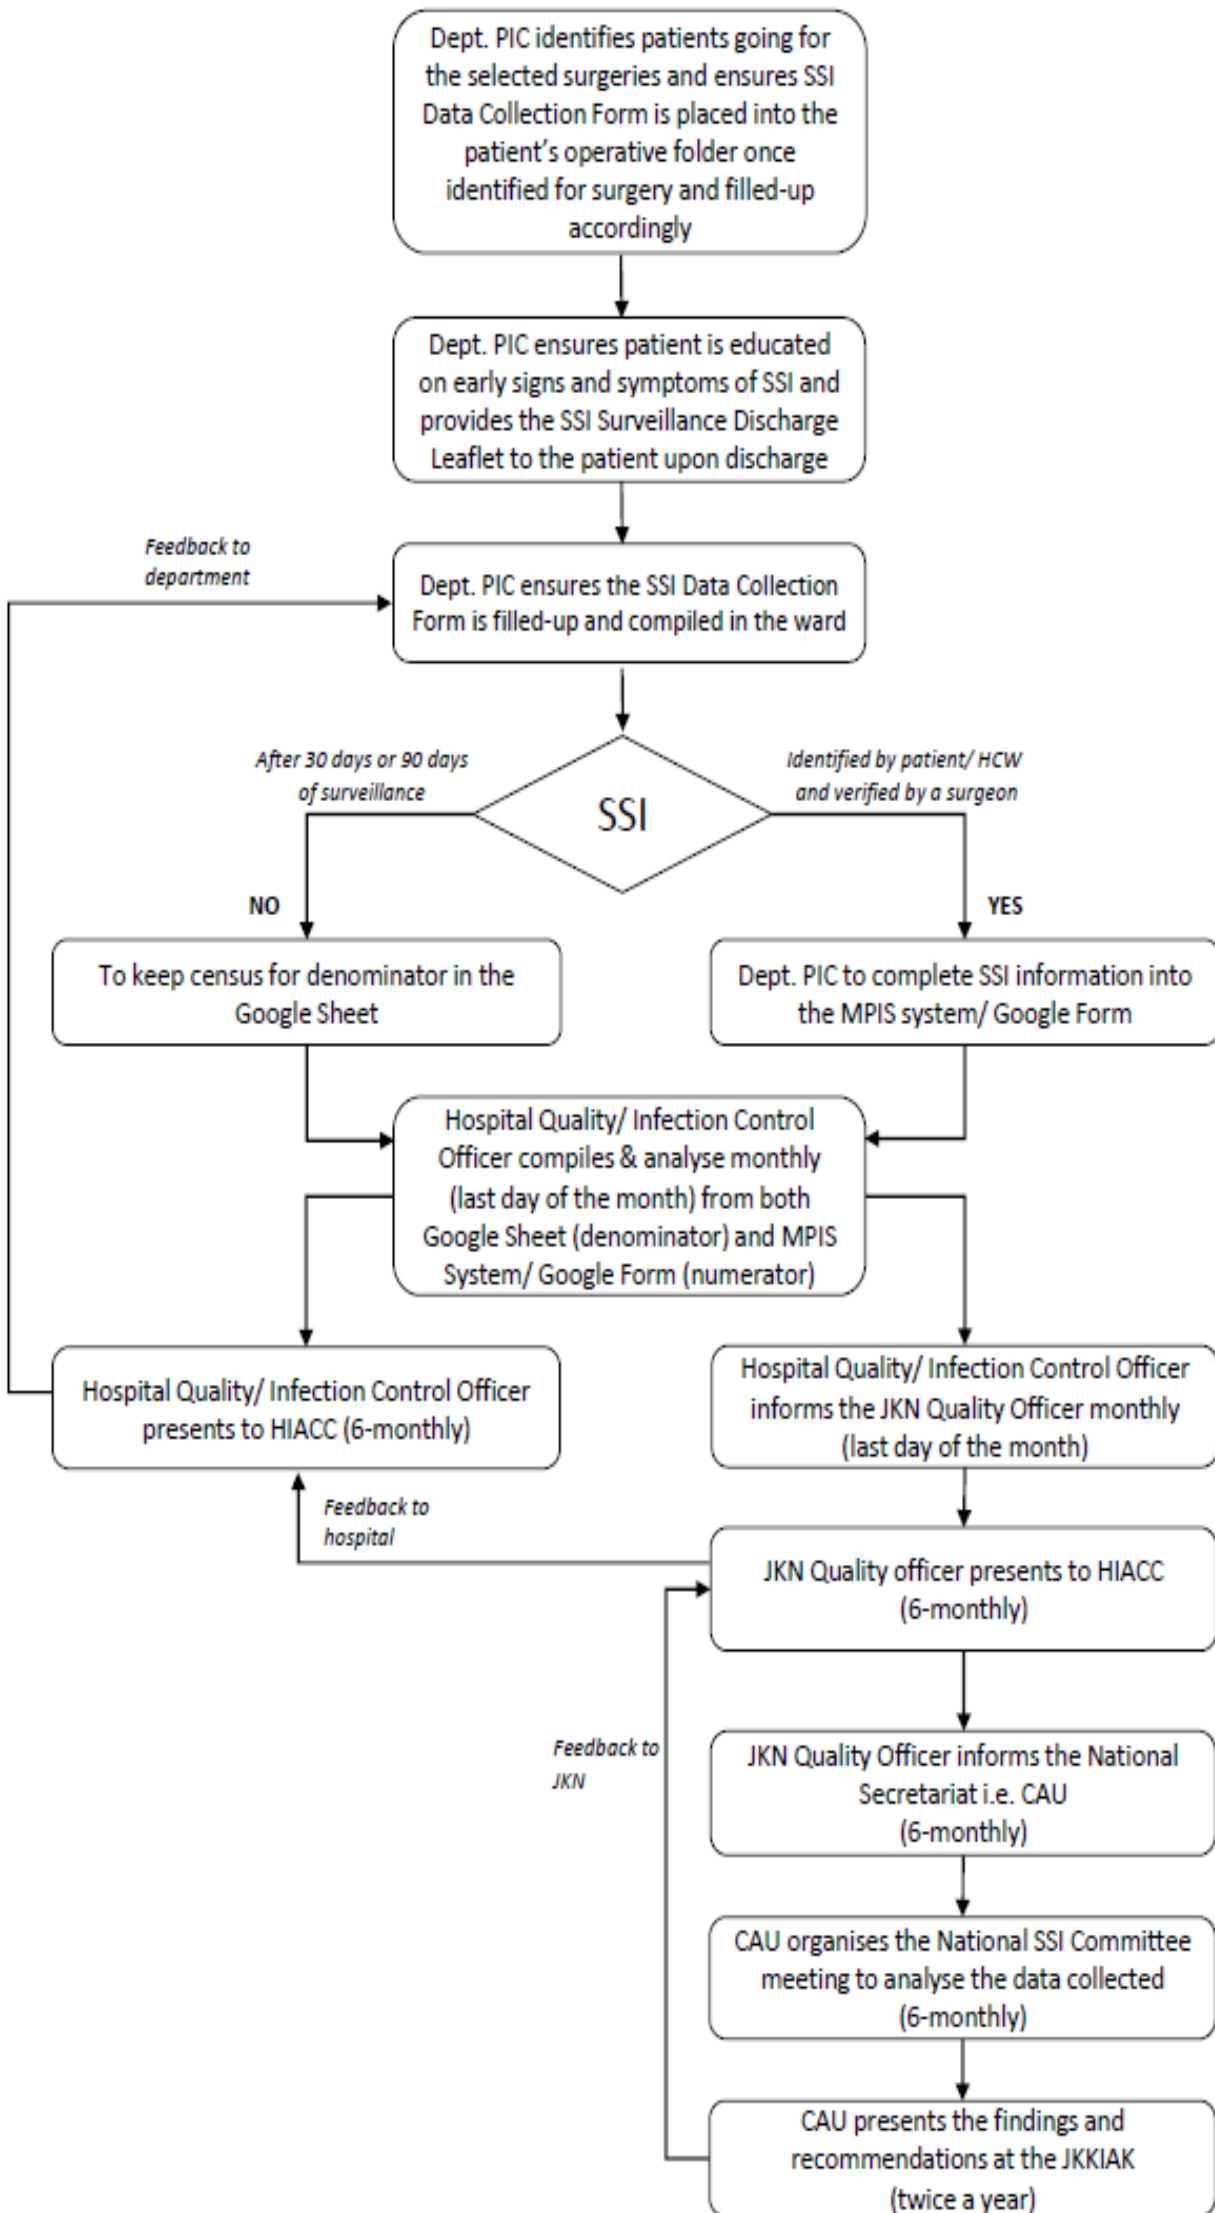 Dept. PIC identifies patients going for
the selected surgeries and ensures SSI
Data Collection Form is placed into the
patient's operative folder once
identified for surgery and filled-up
accordingly
Dept. PIC ensures patient is educated
on early signs and symptoms of SSI and
provides the SSI Surveillance Discharge
Leaflet to the patient upon discharge
Feedback to
department
Dept. PIC ensures the SSI Data Collection
Form is filled-up and compiled in the ward
After 30 days or 90 days
of surveillance
SSI
Identified by patient/ HCW
and verified by a surgeon
NO
YES
To keep census for denominator in the
Google Sheet
Dept. PIC to complete SSI information into
the MPIS system/ Google Form
Hospital Quality/ Infection Control
Officer compiles & analyse monthly
(last day of the month) from both
Google Sheet (denominator) and MPIS
System/ Google Form (numerator)
Hospital Quality/ Infection Control Officer
presents to HIACC (6-monthly)
Hospital Quality/ Infection Control Officer
informs the JKN Quality Officer monthly
(last day of the month)
Feedback to
hospital
JKN Quality officer presents to HIACC
(6-monthly)
Feedback to
JKN
JKN Quality Officer informs the National
Secretariat i.e. CAU
(6-monthly)
CAU organises the National SSI Committee
meeting to analyse the data collected
(6-monthly)
CAU presents the findings and
recommendations at the JKKIAK
(twice a year)